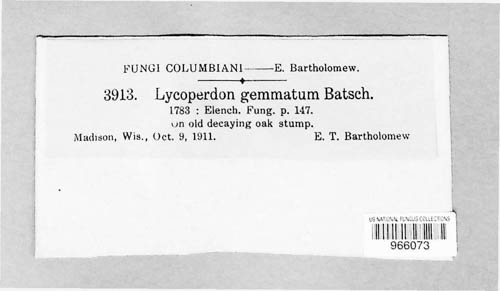 FUNGI COLUMBIANI——E. Bartholomew.
3913. Lycoperdon gemmatum Batsch.
1783 : Elench. Fung. p. 147.
On old decaying oak stump.
Madison, Wis., Oct. 9, 1911. E. T. Bartholomew
US NATIONAL FUNGUS COLLECTIONS
966073